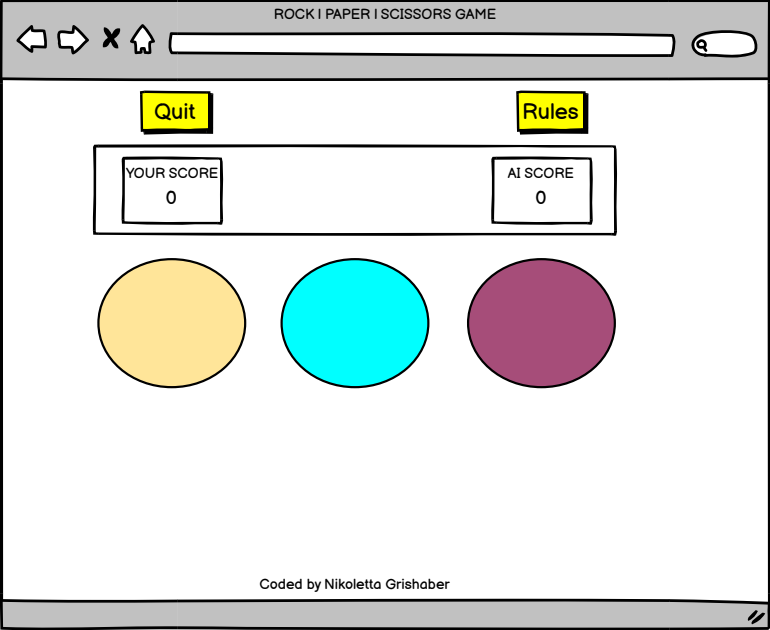 ROCK | PAPER | SCISSORS GAME
Quit
Rules
YOUR SCORE
0
AI SCORE
0
Coded by Nikoletta Grishaber